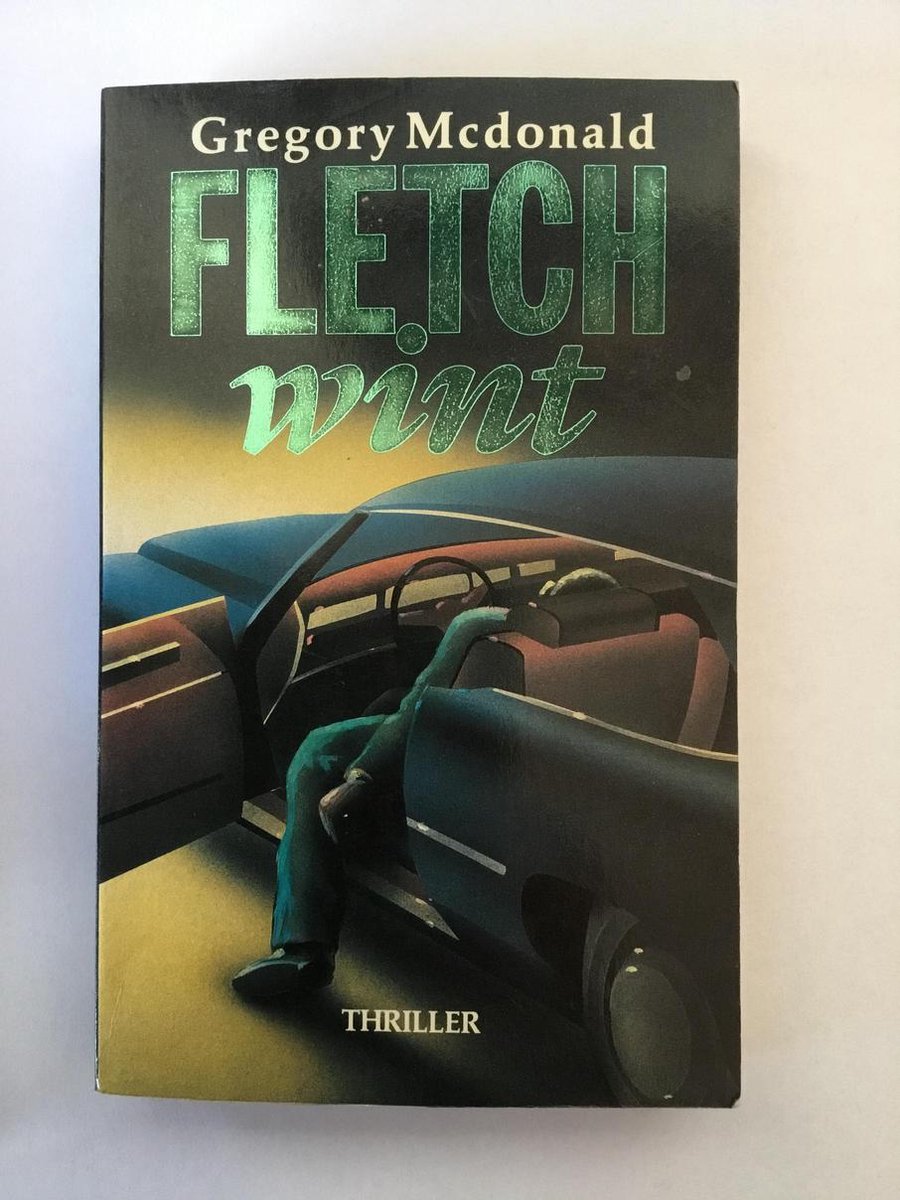 Gregory Mcdonald
FLETCH
wint
THRILLER